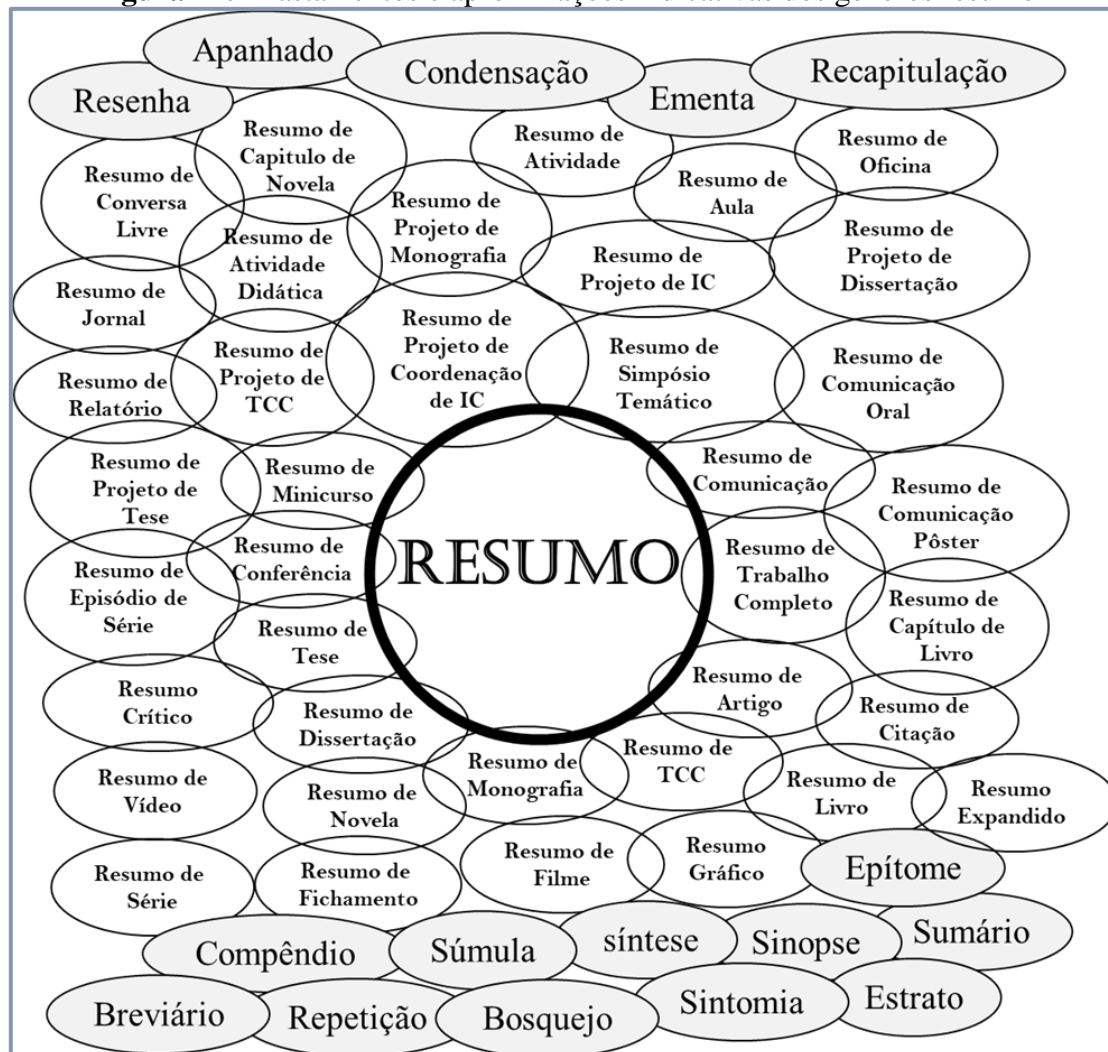 Apanhado
Condensação
Recapitulação
Resenha
Ementa
Resumo de
Capitulo de
Novela
Resumo de
Atividade
Resumo de
Oficina
Resumo de
Conversa
Livre
Resumo de
Projeto de
Monografia
Resumo de
Aula
Resumo de
Atividade
Didática
Resumo de
Projeto de IC
Resumo de
Projeto de
Dissertação
Resumo de
Jornal
Resumo de
Projeto de
Coordenação
de IC
Resumo de
Simpósio
Temático
Resumo de
Comunicação
Oral
Resumo de
Relatório
Resumo de
Projeto de
TCC
Resumo de
Projeto de
Tese
Resumo de
Minicurso
Resumo de
Comunicação
Resumo de
Comunicação
Pôster
RESUMO
Resumo de
Conferência
Resumo de
Trabalho
Completo
Resumo de
Episódio de
Série
Resumo de
Tese
Resumo de
Capítulo de
Livro
Resumo
Crítico
Resumo de
Dissertação
Resumo de
Artigo
Resumo de
Citação
Resumo de
Vídeo
Resumo de
Novela
Resumo de
Monografia
Resumo de
TCC
Resumo de
Livro
Resumo
Expandido
Resumo de
Série
Resumo de
Fichamento
Resumo de
Filme
Resumo
Gráfico
Epítome
Compêndio
Súmula
síntese
Sinopse
Sumário
Breviário
Repetição
Bosquejo
Sintomia
Estrato